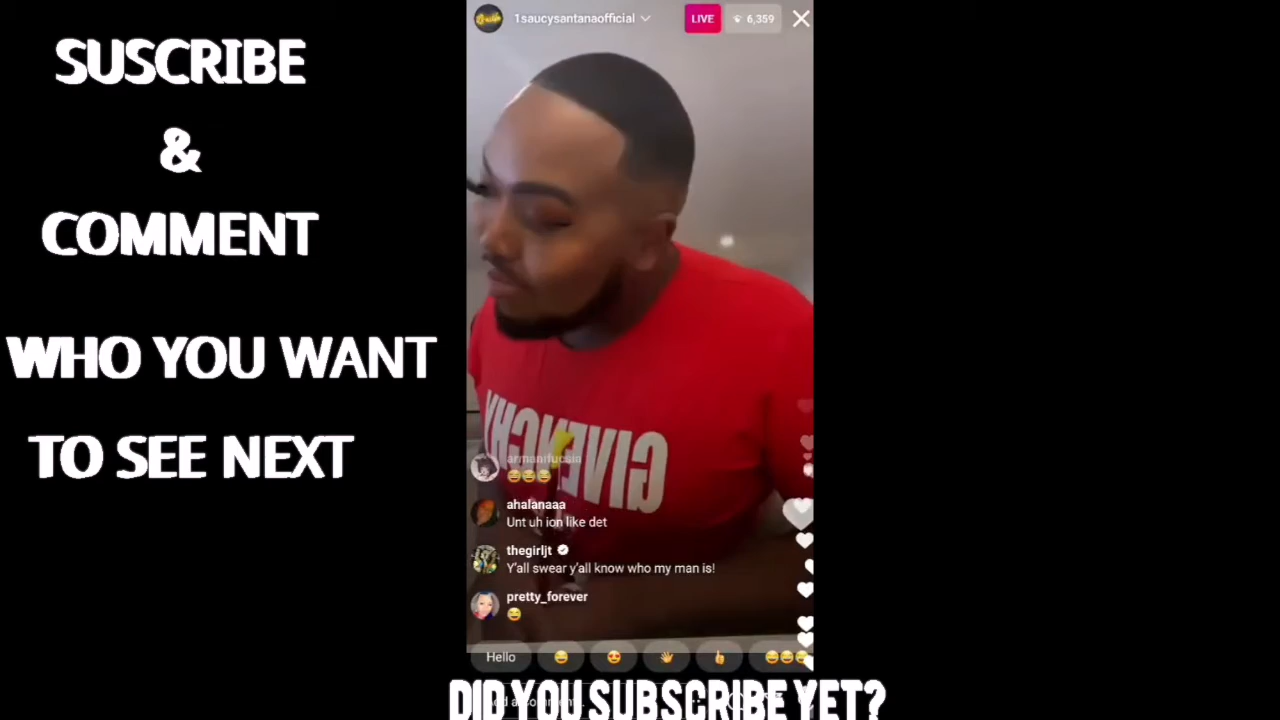 SUSCRIBE
&
COMMENT
WHO YOU WANT
TO SEE NEXT
1saucysantanaofficial
LIVE
6,359
GIVENCHY
armanifucsia
😂😂😂
ahalanaaa
Unt uh ion like det
thegirljt
Y'all swear y'all know who my man is!
pretty_forever
😂
Hello 😂 😍 👋 👍 😂😂😂
DID YOU SUBSCRIBE YET?